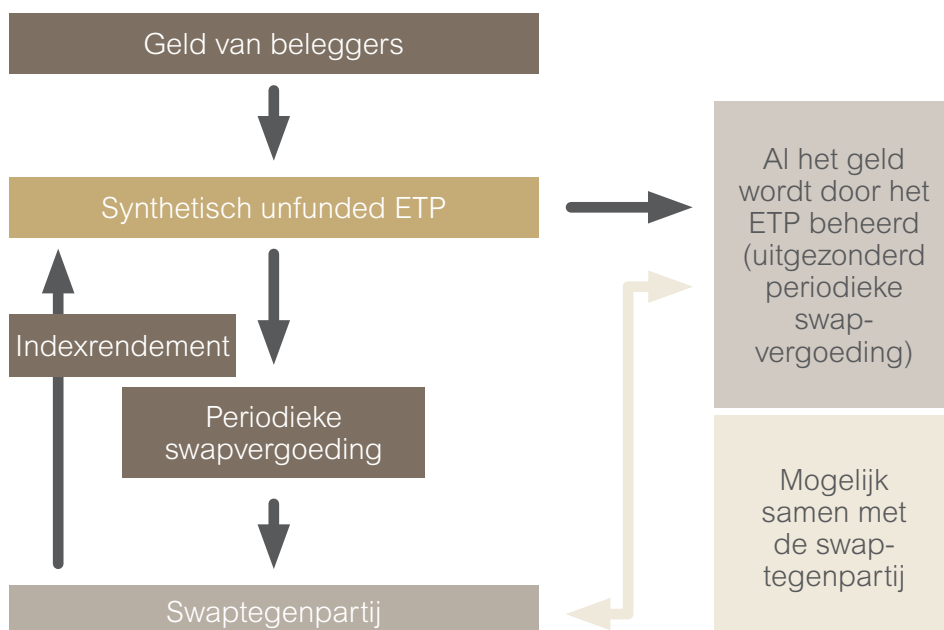 Geld van beleggers
Synthetisch unfunded ETP
Indexrendement
Periodieke
swapvergoeding
Swaptegenpartij
Al het geld
wordt door het
ETP beheerd
(uitgezonderd
periodieke
swap-
vergoeding)
Mogelijk
samen met
de swap-
tegenpartij